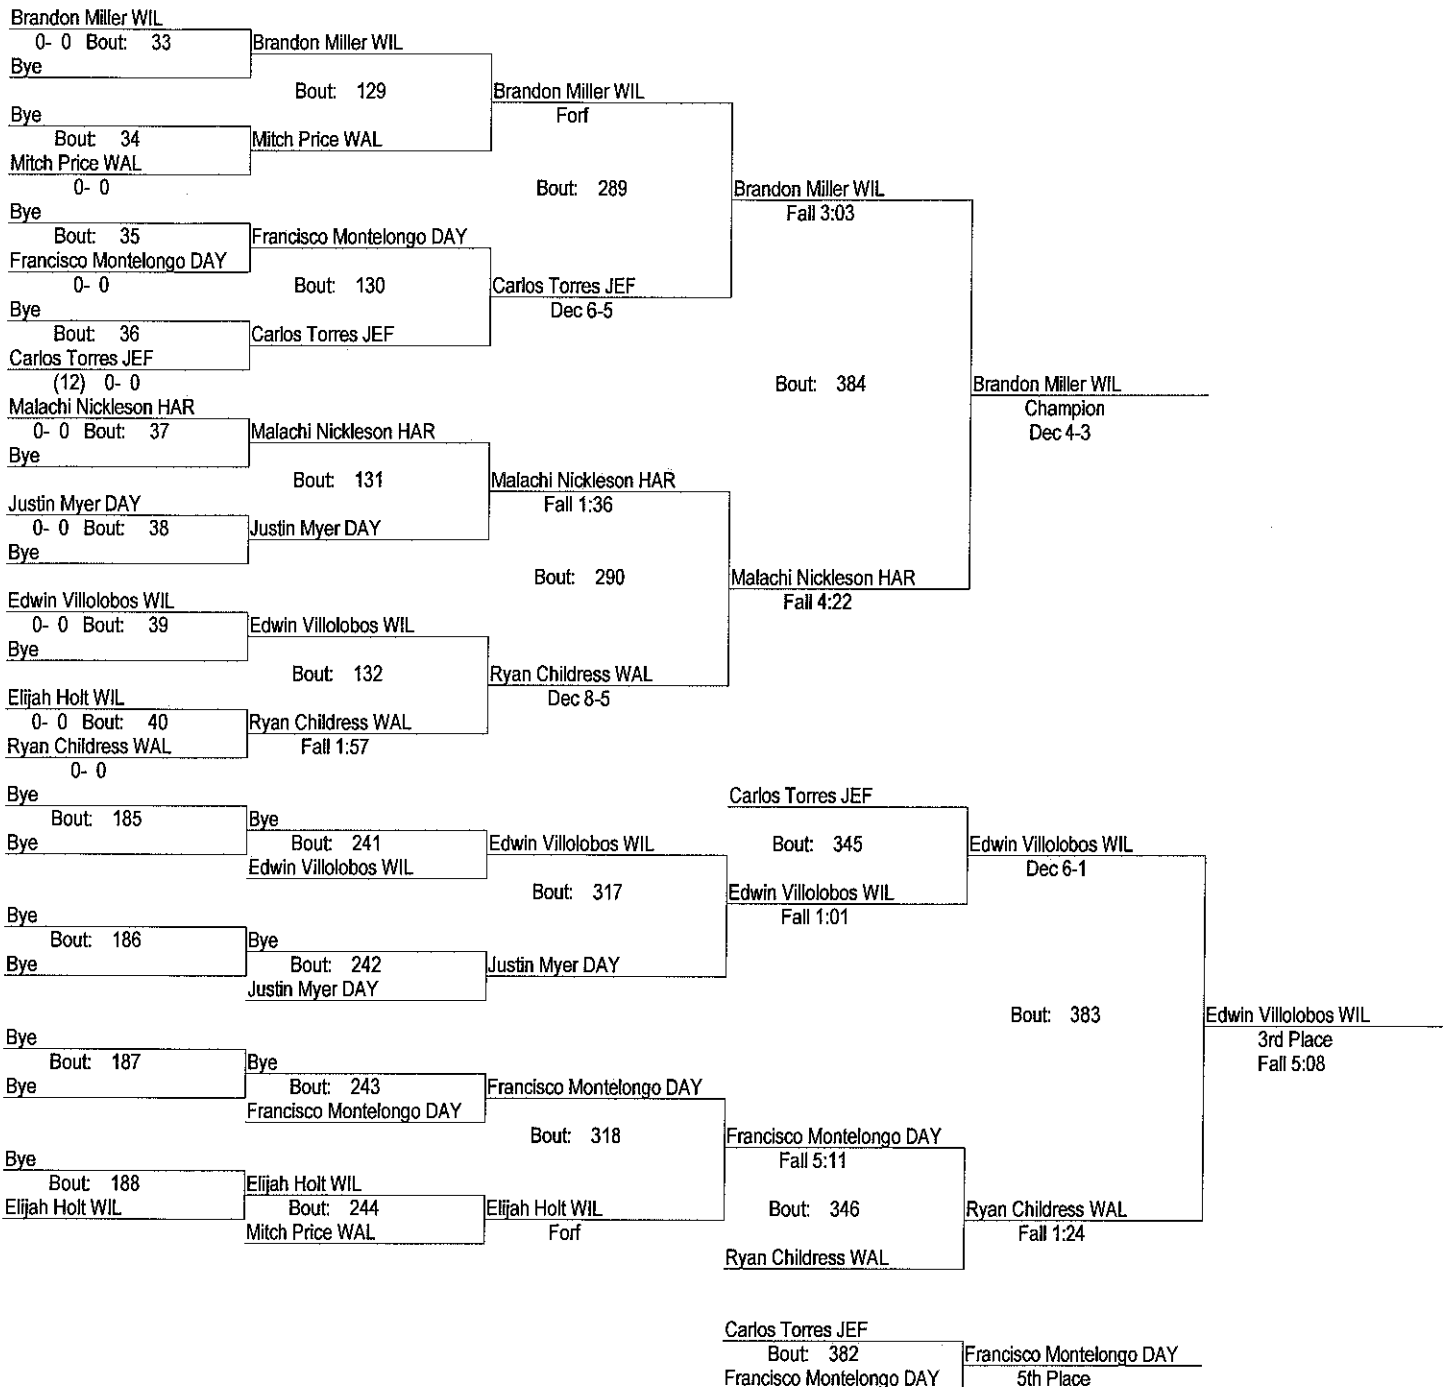 Brandon Miller WIL
0- 0 Bout: 33
Bye
Brandon Miller WIL
Bout: 129
Bye
Bout: 34
Mitch Price WAL
0- 0
Mitch Price WAL
Brandon Miller WIL
Forf
Bout: 289
Bye
Bout: 35
Francisco Montelongo DAY
0- 0
Francisco Montelongo DAY
Bout: 130
Bye
Bout: 36
Carlos Torres JEF
(12) 0- 0
Carlos Torres JEF
Carlos Torres JEF
Dec 6-5
Brandon Miller WIL
Fall 3:03
Bout: 384
Malachi Nickleson HAR
0- 0 Bout: 37
Bye
Malachi Nickleson HAR
Bout: 131
Justin Myer DAY
0- 0 Bout: 38
Bye
Justin Myer DAY
Malachi Nickleson HAR
Fall 1:36
Bout: 290
Edwin Villolobos WIL
0- 0 Bout: 39
Bye
Edwin Villolobos WIL
Bout: 132
Elijah Holt WIL
0- 0 Bout: 40
Ryan Childress WAL
0- 0
Ryan Childress WAL
Fall 1:57
Ryan Childress WAL
Dec 8-5
Malachi Nickleson HAR
Fall 4:22
Brandon Miller WIL
Champion
Dec 4-3
Bye
Bout: 185
Bye
Bye
Bout: 241
Edwin Villolobos WIL
Edwin Villolobos WIL
Bout: 317
Bye
Bout: 186
Bye
Bye
Bout: 242
Justin Myer DAY
Justin Myer DAY
Carlos Torres JEF
Bout: 345
Edwin Villolobos WIL
Fall 1:01
Edwin Villolobos WIL
Dec 6-1
Bout: 383
Bye
Bout: 187
Bye
Bye
Bout: 243
Francisco Montelongo DAY
Francisco Montelongo DAY
Bout: 318
Bye
Bout: 188
Elijah Holt WIL
Elijah Holt WIL
Bout: 244
Mitch Price WAL
Elijah Holt WIL
Forf
Francisco Montelongo DAY
Fall 5:11
Bout: 346
Ryan Childress WAL
Ryan Childress WAL
Fall 1:24
Edwin Villolobos WIL
3rd Place
Fall 5:08
Carlos Torres JEF
Bout: 382
Francisco Montelongo DAY
Francisco Montelongo DAY
5th Place